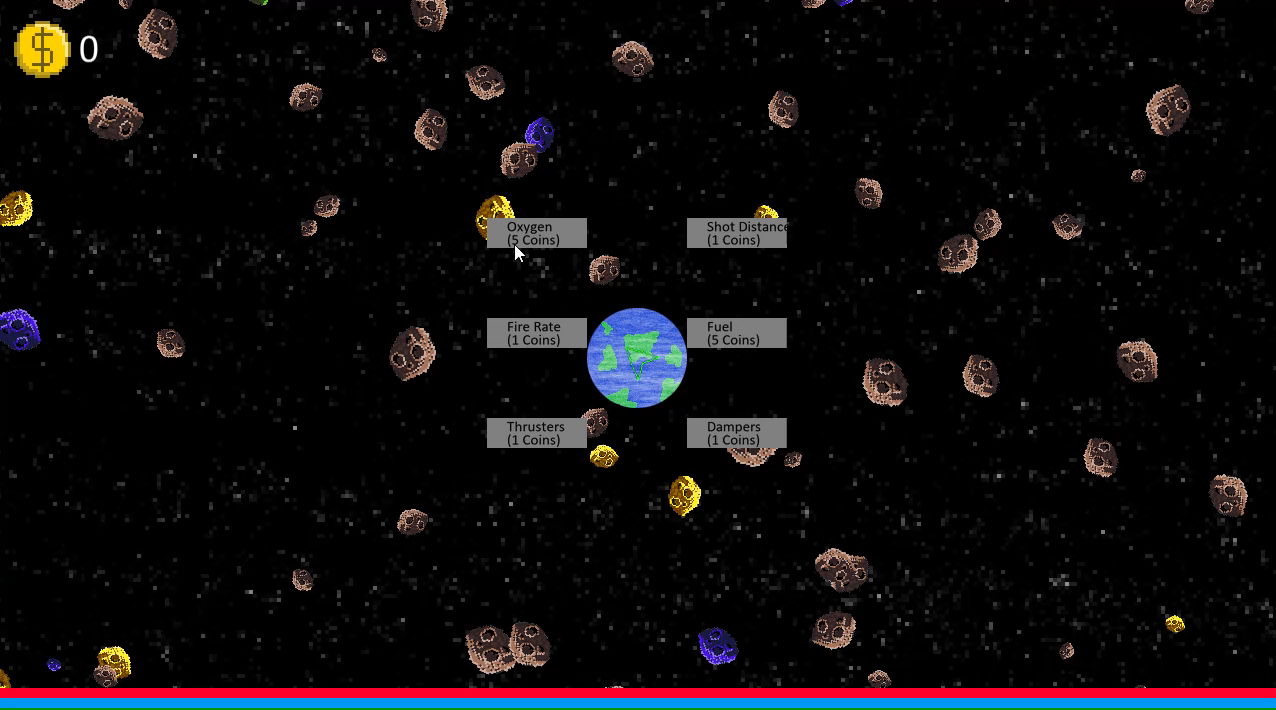 $ 0
Oxygen
(5 Coins)
Shot Distance
(1 Coins)
Fire Rate
(1 Coins)
Fuel
(5 Coins)
Thrusters
(1 Coins)
Dampers
(1 Coins)